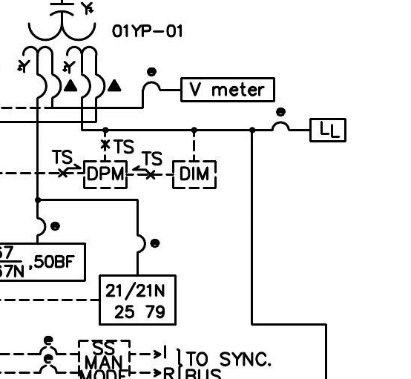 Y
01YP-01
Y
Y
V meter
LL
TS
TS
TS
DPM
DIM
67
67N
,50BF
21/21N
25 79
SS
MAN
MODE
I
TO SYNC.
R
BUS